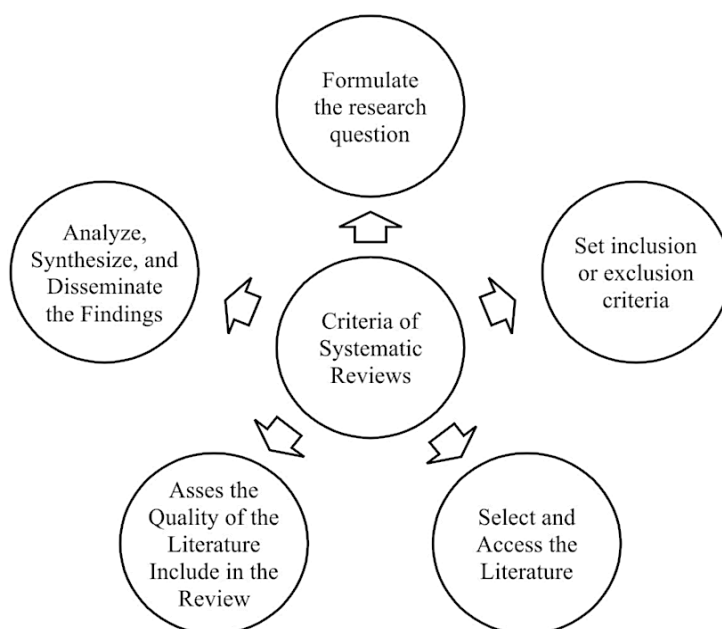 Formulate
the research
question
Set inclusion
or exclusion
criteria
Select and
Access the
Literature
Asses the
Quality of the
Literature
Include in the
Review
Analyze,
Synthesize, and
Disseminate
the Findings
Criteria of
Systematic
Reviews